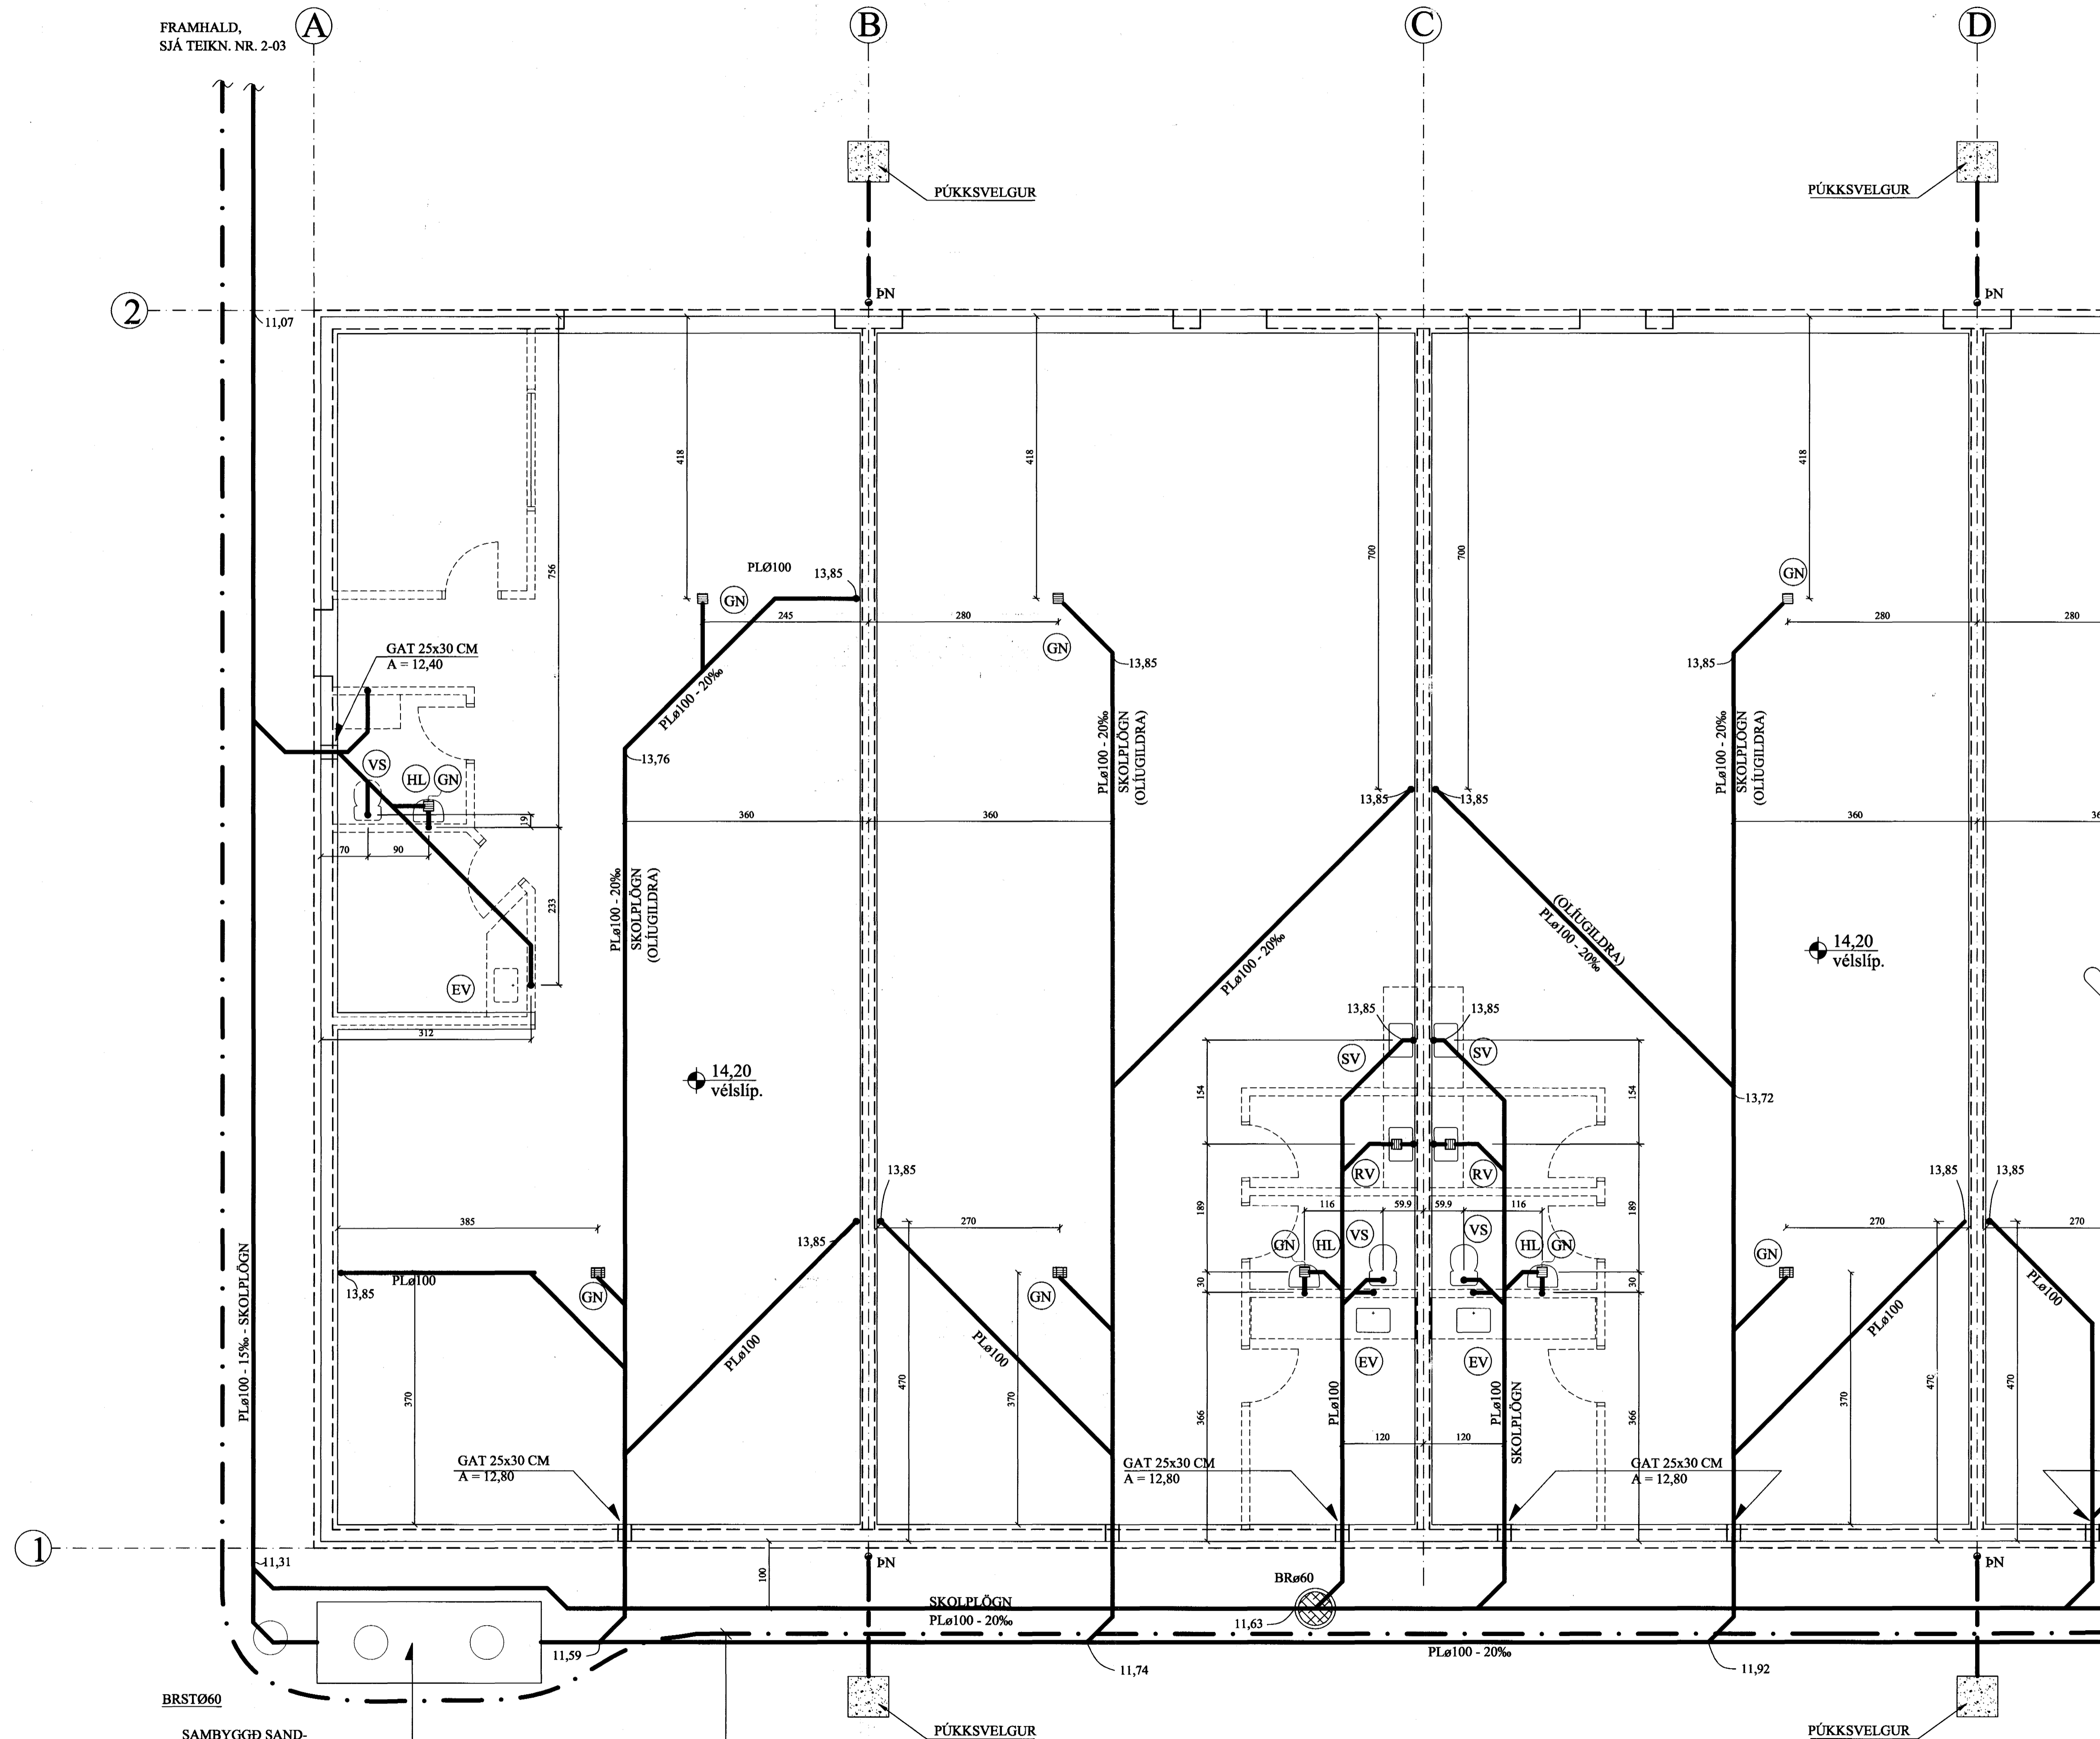 FRAMHALD,
SJÁ TEIKN. NR. 2-03
A
B
C
D
PÚKKSVELGUR
PÚKKSVELGUR
ÞN
ÞN
2
11,07
418
418
418
756
700
700
PLØ100
13,85
GN
GN
GN
245
280
280
280
GAT 25x30 CM
A = 12,40
PLø100 - 20‰
13,85
13,85
13,76
PLø100 - 20‰
SKOLPLÖGN
(OLÍUGILDRA)
PLø100 - 20‰
SKOLPLÖGN
(OLÍUGILDRA)
VS
HL
GN
13,85
13,85
19
360
360
360
70
90
PLø100 - 20‰
SKOLPLÖGN
(OLÍUGILDRA)
233
PLø100 - 20‰
(OLÍUGILDRA)
PLø100 - 20‰
14,20
vélslíp.
EV
312
13,85
13,85
SV
SV
14,20
vélslíp.
154
154
13,72
RV
RV
13,85
13,85
13,85
189
189
116
59.9
59.9
116
385
270
270
270
13,85
GN
HL
VS
VS
HL
GN
GN
PLø100
13,85
GN
GN
30
30
PLø100
PLø100
PLø100
PLø100
EV
EV
PLø100 - 15‰ - SKOLPLÖGN
370
470
370
366
PLø100
PLø100
SKOLPLÖGN
366
370
470
470
120
120
GAT 25x30 CM
A = 12,80
GAT 25x30 CM
A = 12,80
GAT 25x30 CM
A = 12,80
1
11,31
ÞN
ÞN
100
BRø60
SKOLPLÖGN
PLø100 - 20‰
11,63
PLø100 - 20‰
11,59
11,74
11,92
BRSTØ60
SAMBYGGÐ SAND-
PÚKKSVELGUR
PÚKKSVELGUR